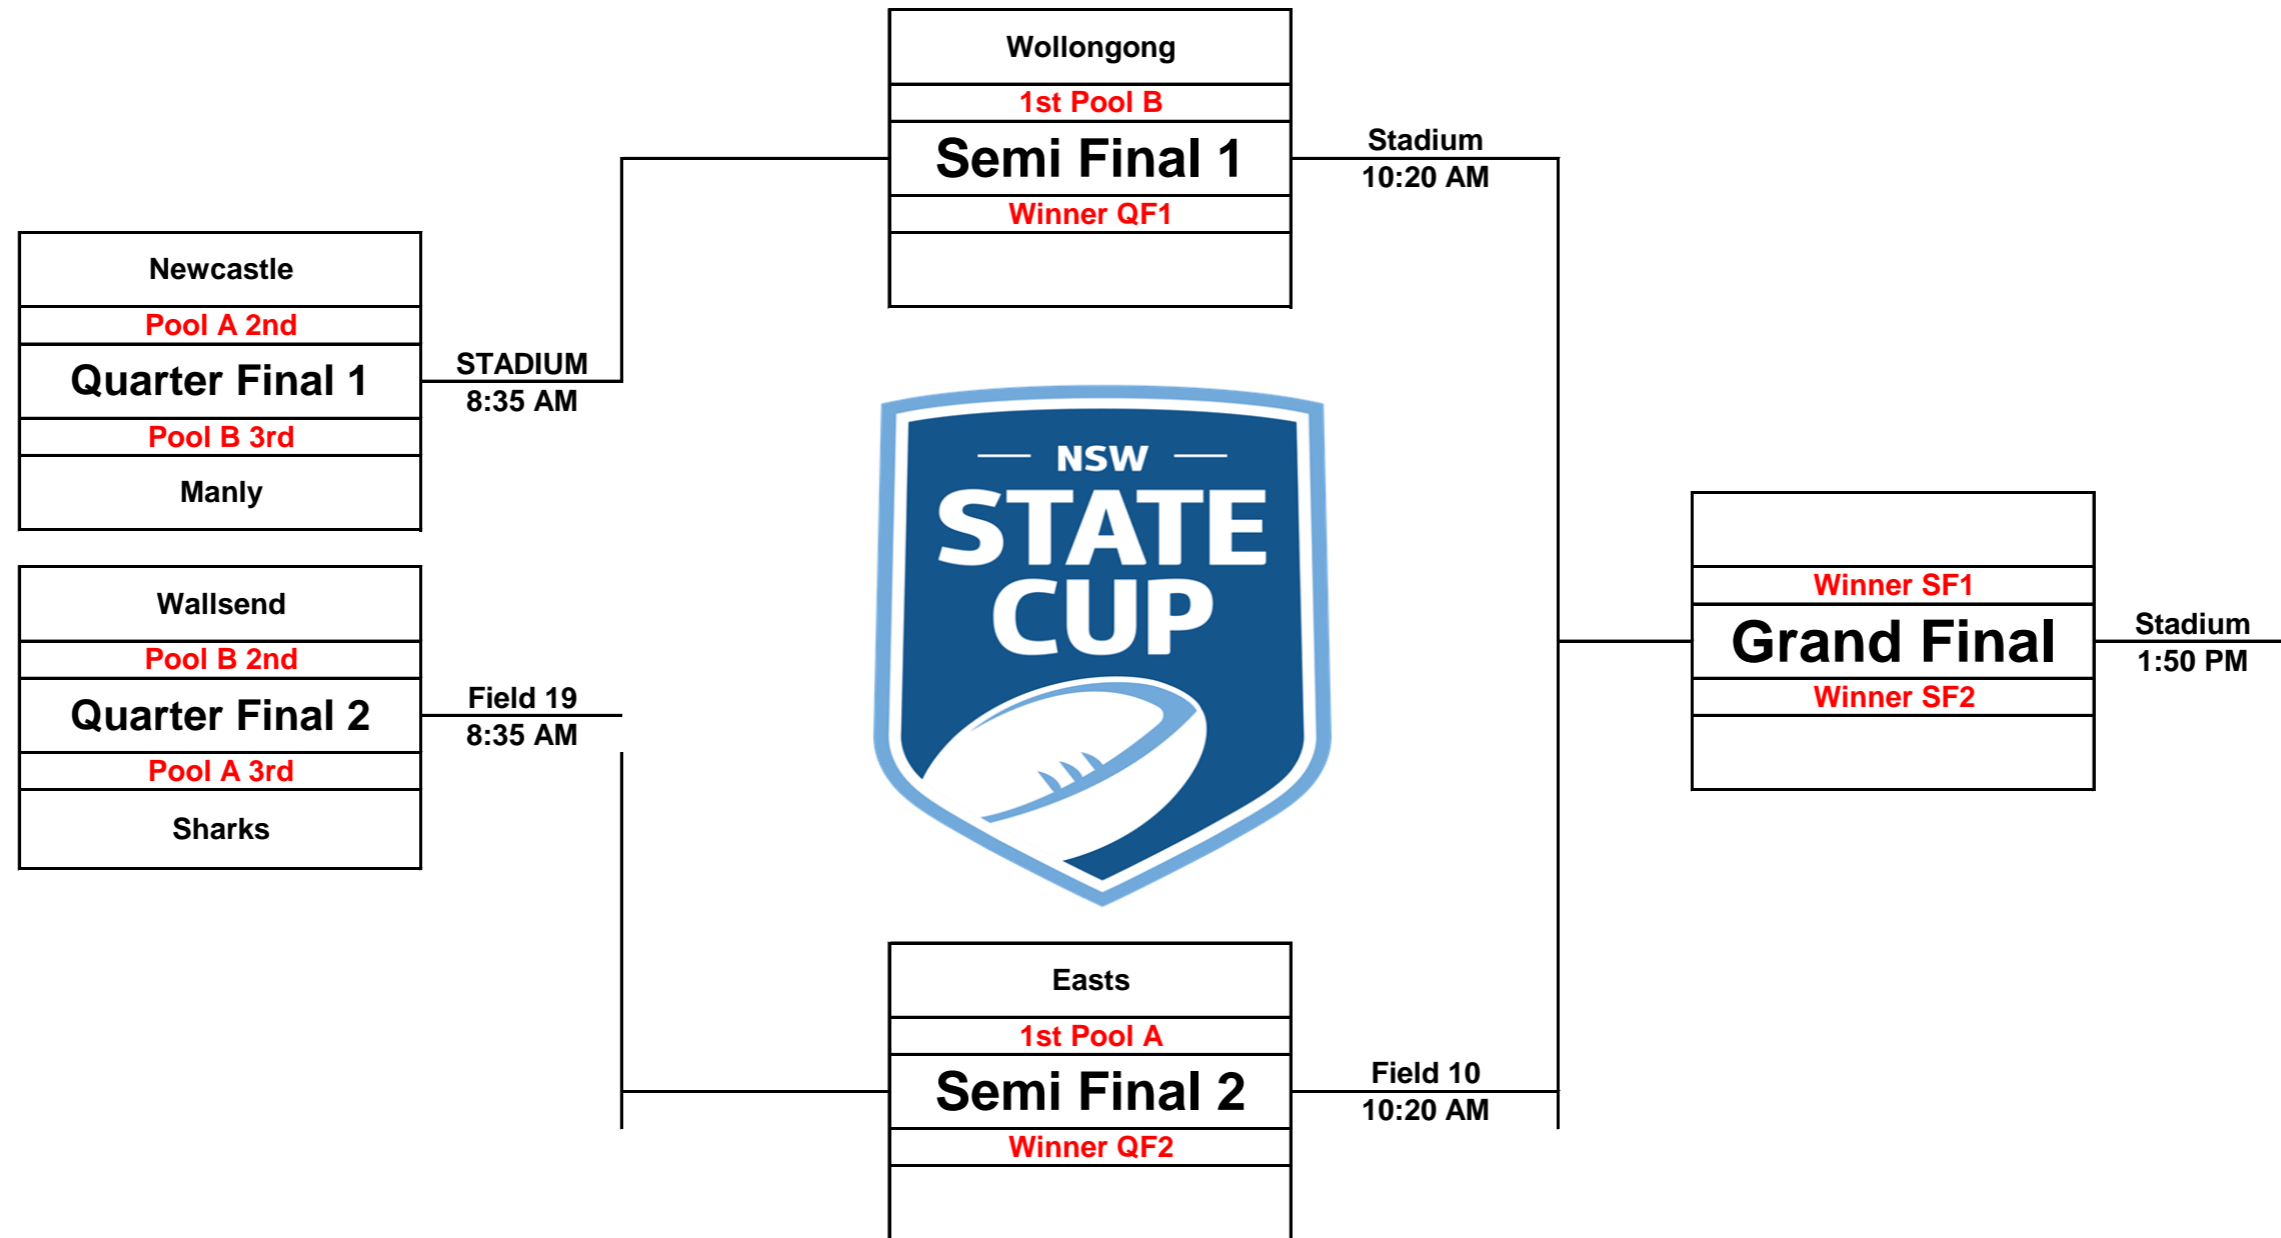 Wollongong
1st Pool B
Semi Final 1
Winner QF1
Stadium
10:20 AM
Newcastle
Pool A 2nd
Quarter Final 1
Pool B 3rd
Manly
STADIUM
8:35 AM
Wallsend
Pool B 2nd
Quarter Final 2
Pool A 3rd
Sharks
Field 19
8:35 AM
NSW
STATE
CUP
Winner SF1
Grand Final
Winner SF2
Stadium
1:50 PM
Easts
1st Pool A
Semi Final 2
Winner QF2
Field 10
10:20 AM